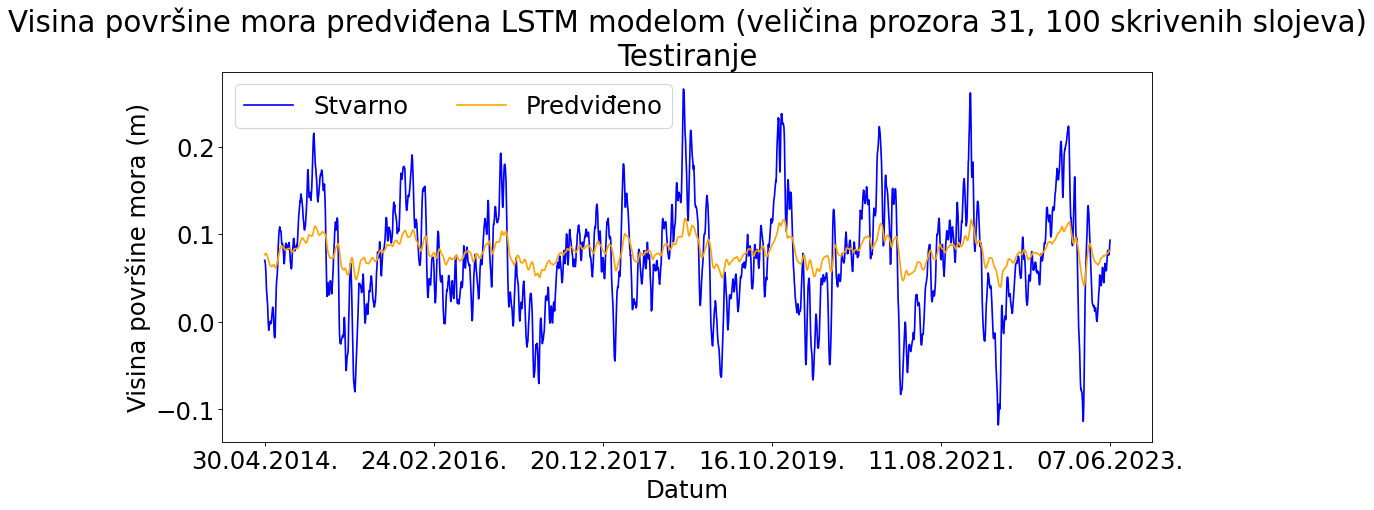 Visina površine mora predviđena LSTM modelom (veličina prozora 31, 100 skrivenih slojeva)
Testiranje
Stvarno
Predviđeno
Visina površine mora (m)
0.2
0.1
0.0
−0.1
30.04.2014.
24.02.2016.
20.12.2017.
16.10.2019.
11.08.2021.
07.06.2023.
Datum